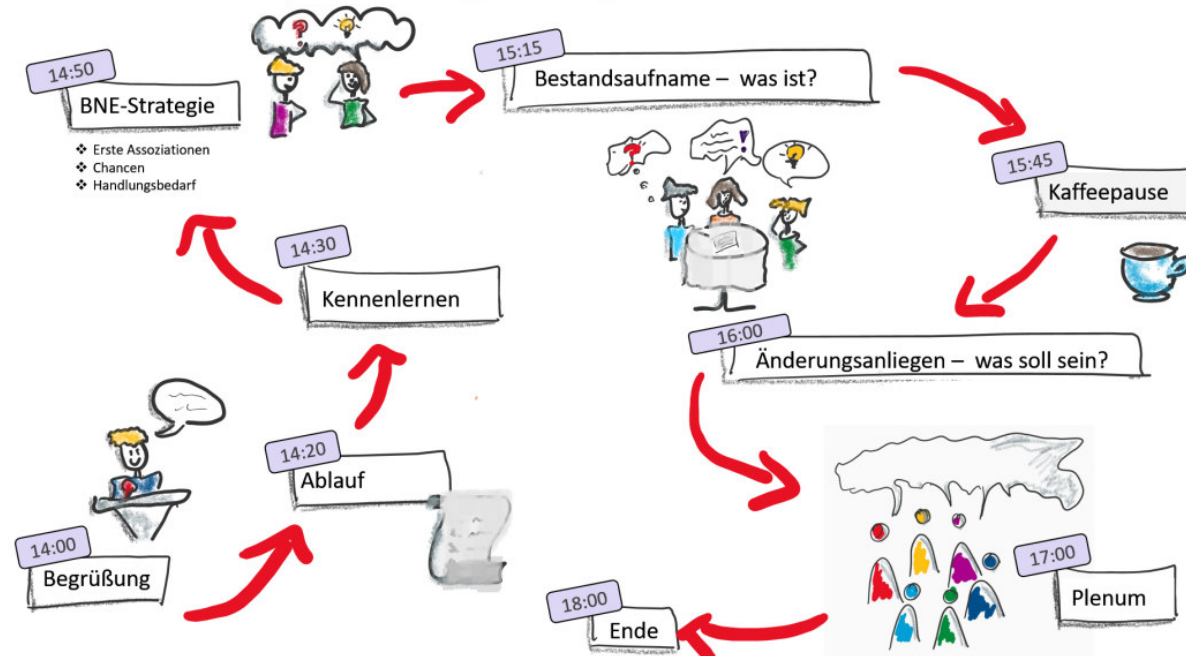 14:00
Begrüßung
14:20
Ablauf
14:30
Kennenlernen
14:50
BNE-Strategie
❖ Erste Assoziationen
❖ Chancen
❖ Handlungsbedarf
?
15:15
Bestandsaufname – was ist?
?
!
15:45
Kaffeepause
16:00
Änderungsanliegen – was soll sein?
17:00
Plenum
18:00
Ende